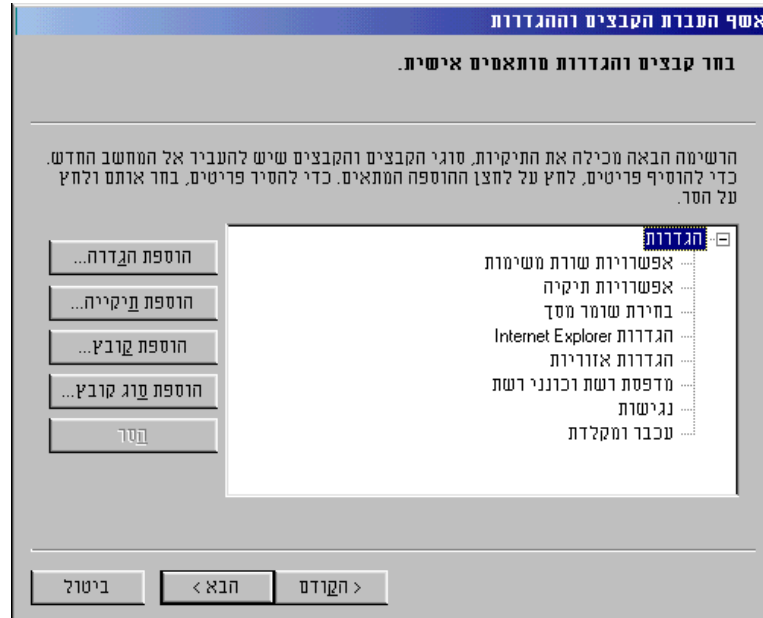 אשף העברת הקבצים וההגדרות
בחר קבצים והגדרות מותאמים אישית.
הרשימה הבאה מכילה את התיקיות, סוגי הקבצים והקבצים שיש להעביר אל המחשב החדש.
כדי להוסיף פריטים, לחץ על לחצן ההוספה המתאים. כדי להסיר פריטים, בחר אותם ולחץ
על הסר.
הגדרות
אפשרויות שורת משימות
אפשרויות תיקיה
בחירת שומר מסך
הגדרות Internet Explorer
הגדרות אזוריות
מדפסת רשת וכונני רשת
נגישות
עכבר ומקלדת
הוספת הגדרה...
הוספת תיקייה...
הוספת קובץ...
הוספת סוג קובץ...
הסר
< הקודם
הבא >
ביטול